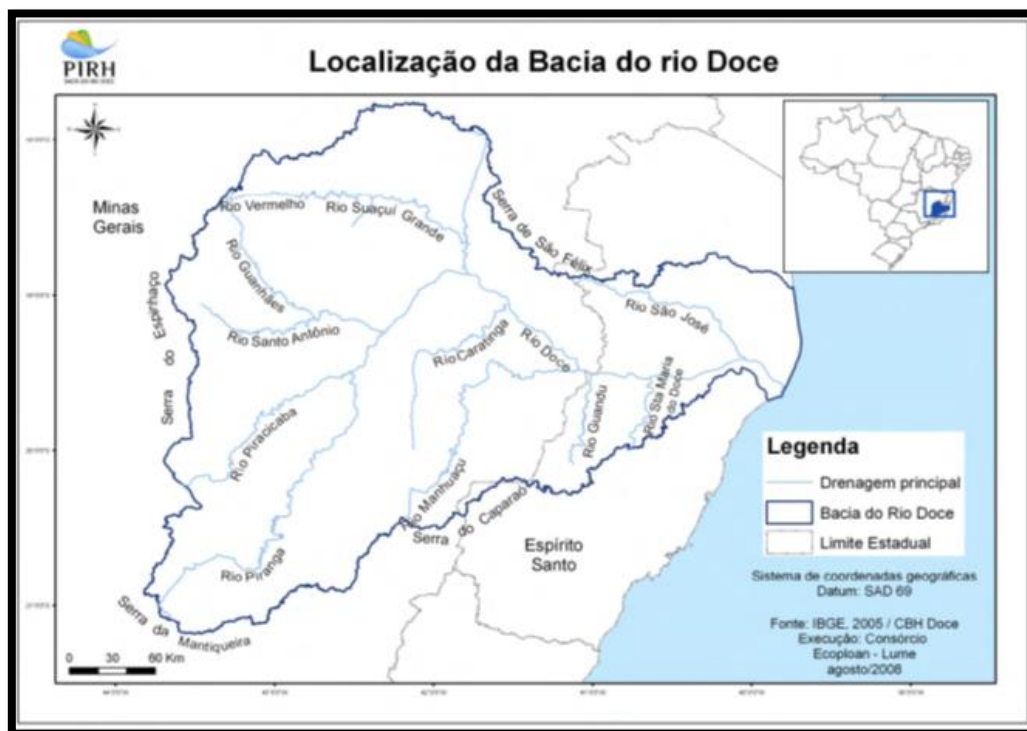 PIRH
Localização da Bacia do rio Doce
Minas
Gerais
Rio Vermelho
Rio Suaçuí Grande
Serra de São Félix
Rio Guanhães
Rio São José
Serra do Espinhaço
Rio Santo Antônio
Rio Caratinga
Rio Doce
Rio Sta Maria
do Doce
Rio Guandu
Rio Piracicaba
Rio Manhuaçu
Serra do Caparaó
Espírito
Santo
Rio Piranga
Serra da Mantiqueira
0 30 60 Km
Legenda
Drenagem principal
Bacia do Rio Doce
Limite Estadual
Sistema de coordenadas geográficas
Datum: SAD 69
Fonte: IBGE, 2005 / CBH Doce
Execução: Consórcio
Ecoploan - Lume
agosto/2008